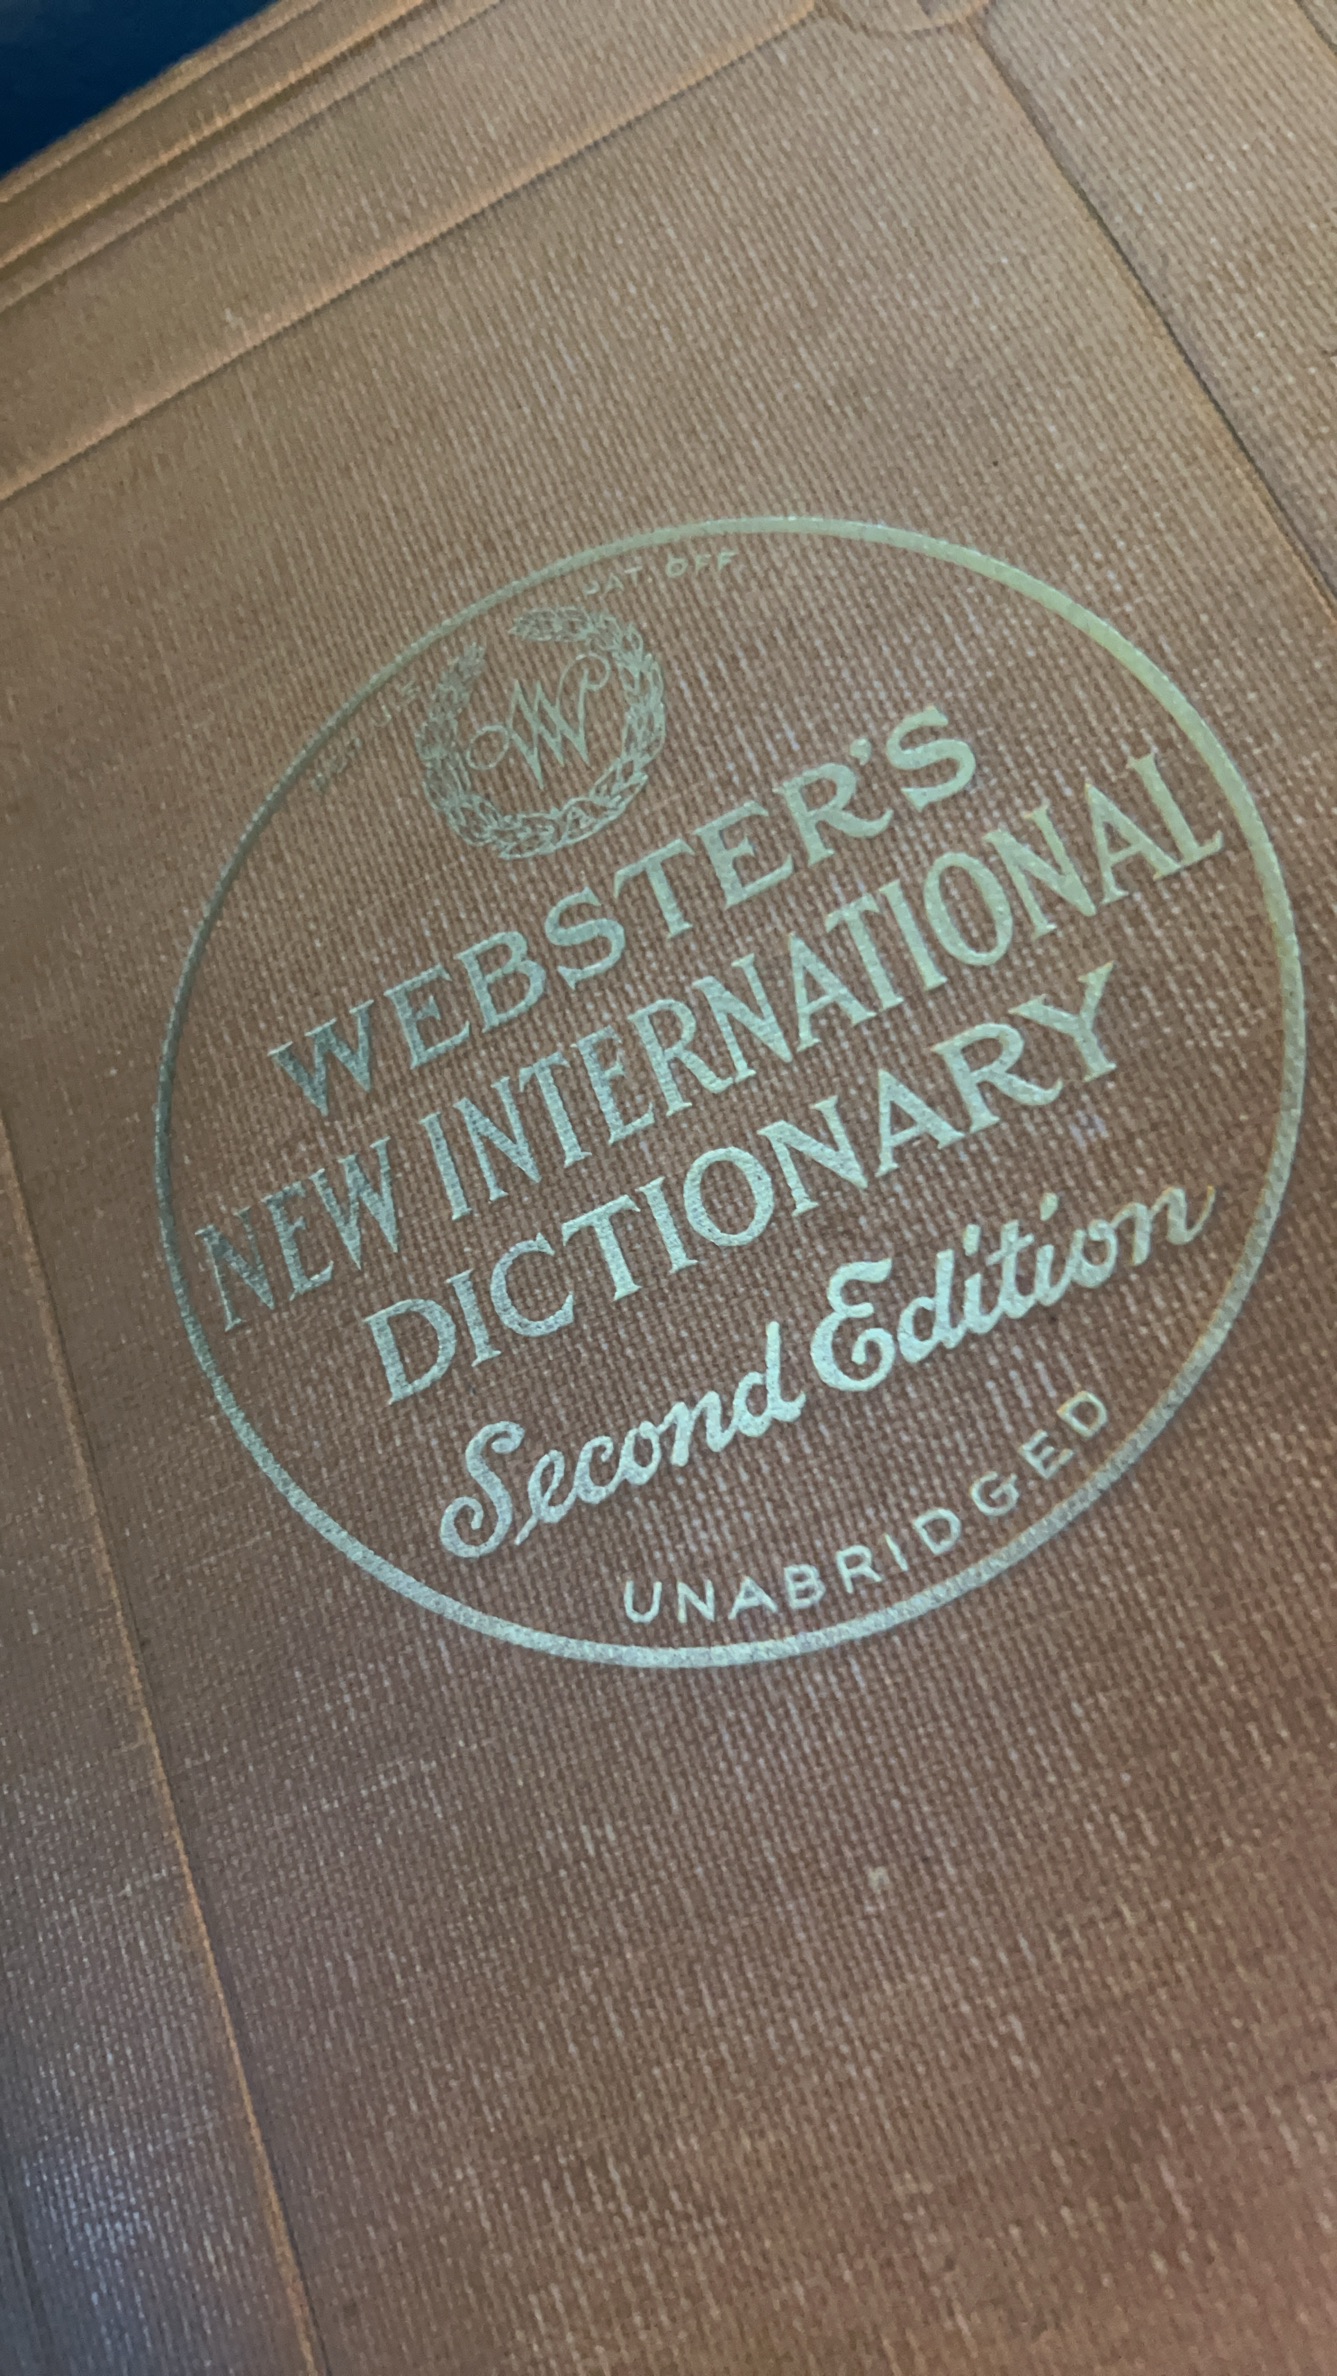 PAT. OFF
W
WEBSTER'S
NEW INTERNATIONAL
DICTIONARY
Second Edition
UNABRIDGED